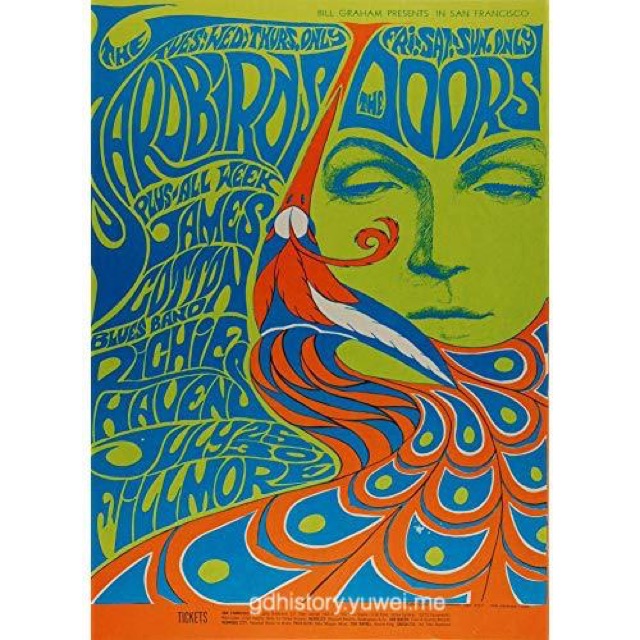 BILL GRAHAM PRESENTS IN SAN FRANCISCO
TUES·WED·THURS. ONLY
THE
YARDBIRDS
FRI·SAT·SUN. ONLY
THE
DOORS
PLUS·ALL WEEK
JAMES
COTTON
BLUES BAND
RICHIE
HAVENS
JULY 25-30
FILLMORE
gdhistory.yuwei.me
TICKETS